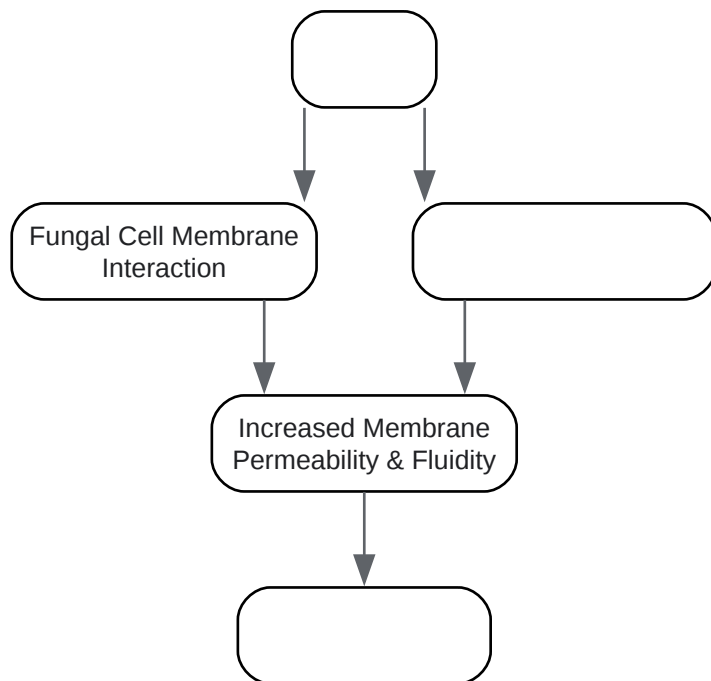 Fungal Cell Membrane
Interaction
Increased Membrane
Permeability & Fluidity